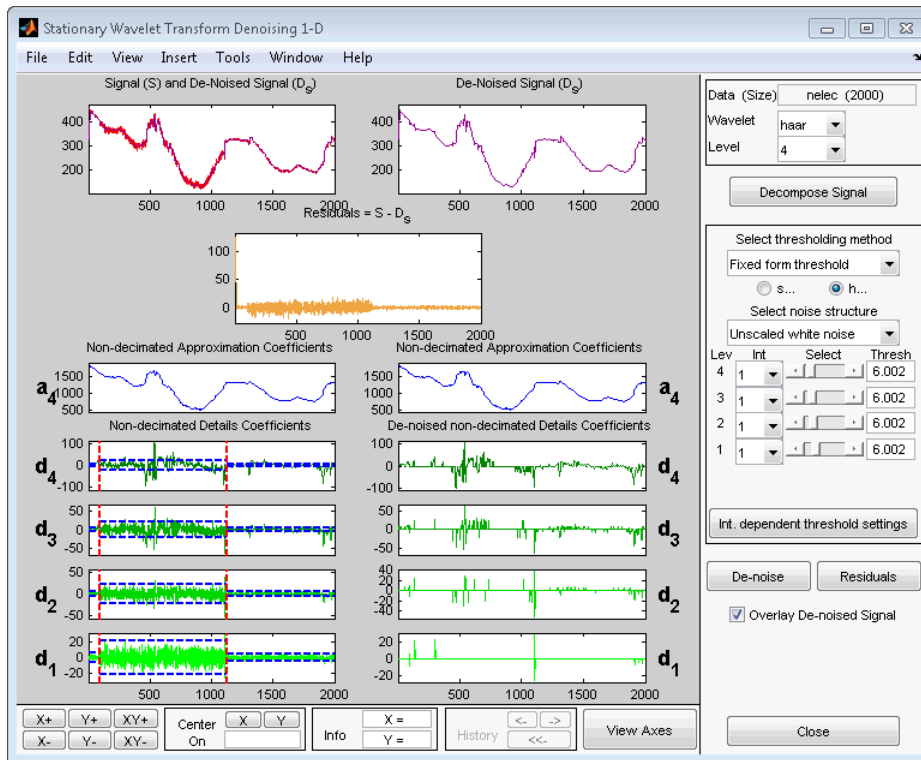 Stationary Wavelet Transform Denoising 1-D
File Edit View Insert Tools Window Help
Signal (S) and De-Noised Signal (Ds)
400
300
200
500 1000 1500 2000
De-Noised Signal (Ds)
400
300
200
500 1000 1500 2000
Residuals = S - Ds
100
50
0
500 1000 1500 2000
Non-decimated Approximation Coefficients
a4
1500
1000
500
Non-decimated Approximation Coefficients
1500
1000
500
a4
Non-decimated Details Coefficients
d4
100
0
-100
d3
50
0
-50
d2
50
0
-50
d1
20
0
-20
500 1000 1500 2000
De-noised non-decimated Details Coefficients
100
0
-100
d4
50
0
-50
d3
40
20
0
-20
-40
d2
20
0
-20
d1
500 1000 1500 2000
Data (Size) nelec (2000)
Wavelet haar
Level 4
Decompose Signal
Select thresholding method
Fixed form threshold
s... h...
Select noise structure
Unscaled white noise
Lev Int Select Thresh
4 1 6.002
3 1 6.002
2 1 6.002
1 1 6.002
Int. dependent threshold settings
De-noise Residuals
Overlay De-noised Signal
Close
X+ Y+ XY+
X- Y- XY-
Center On X Y
Info X = Y =
History <- -> <<-
View Axes